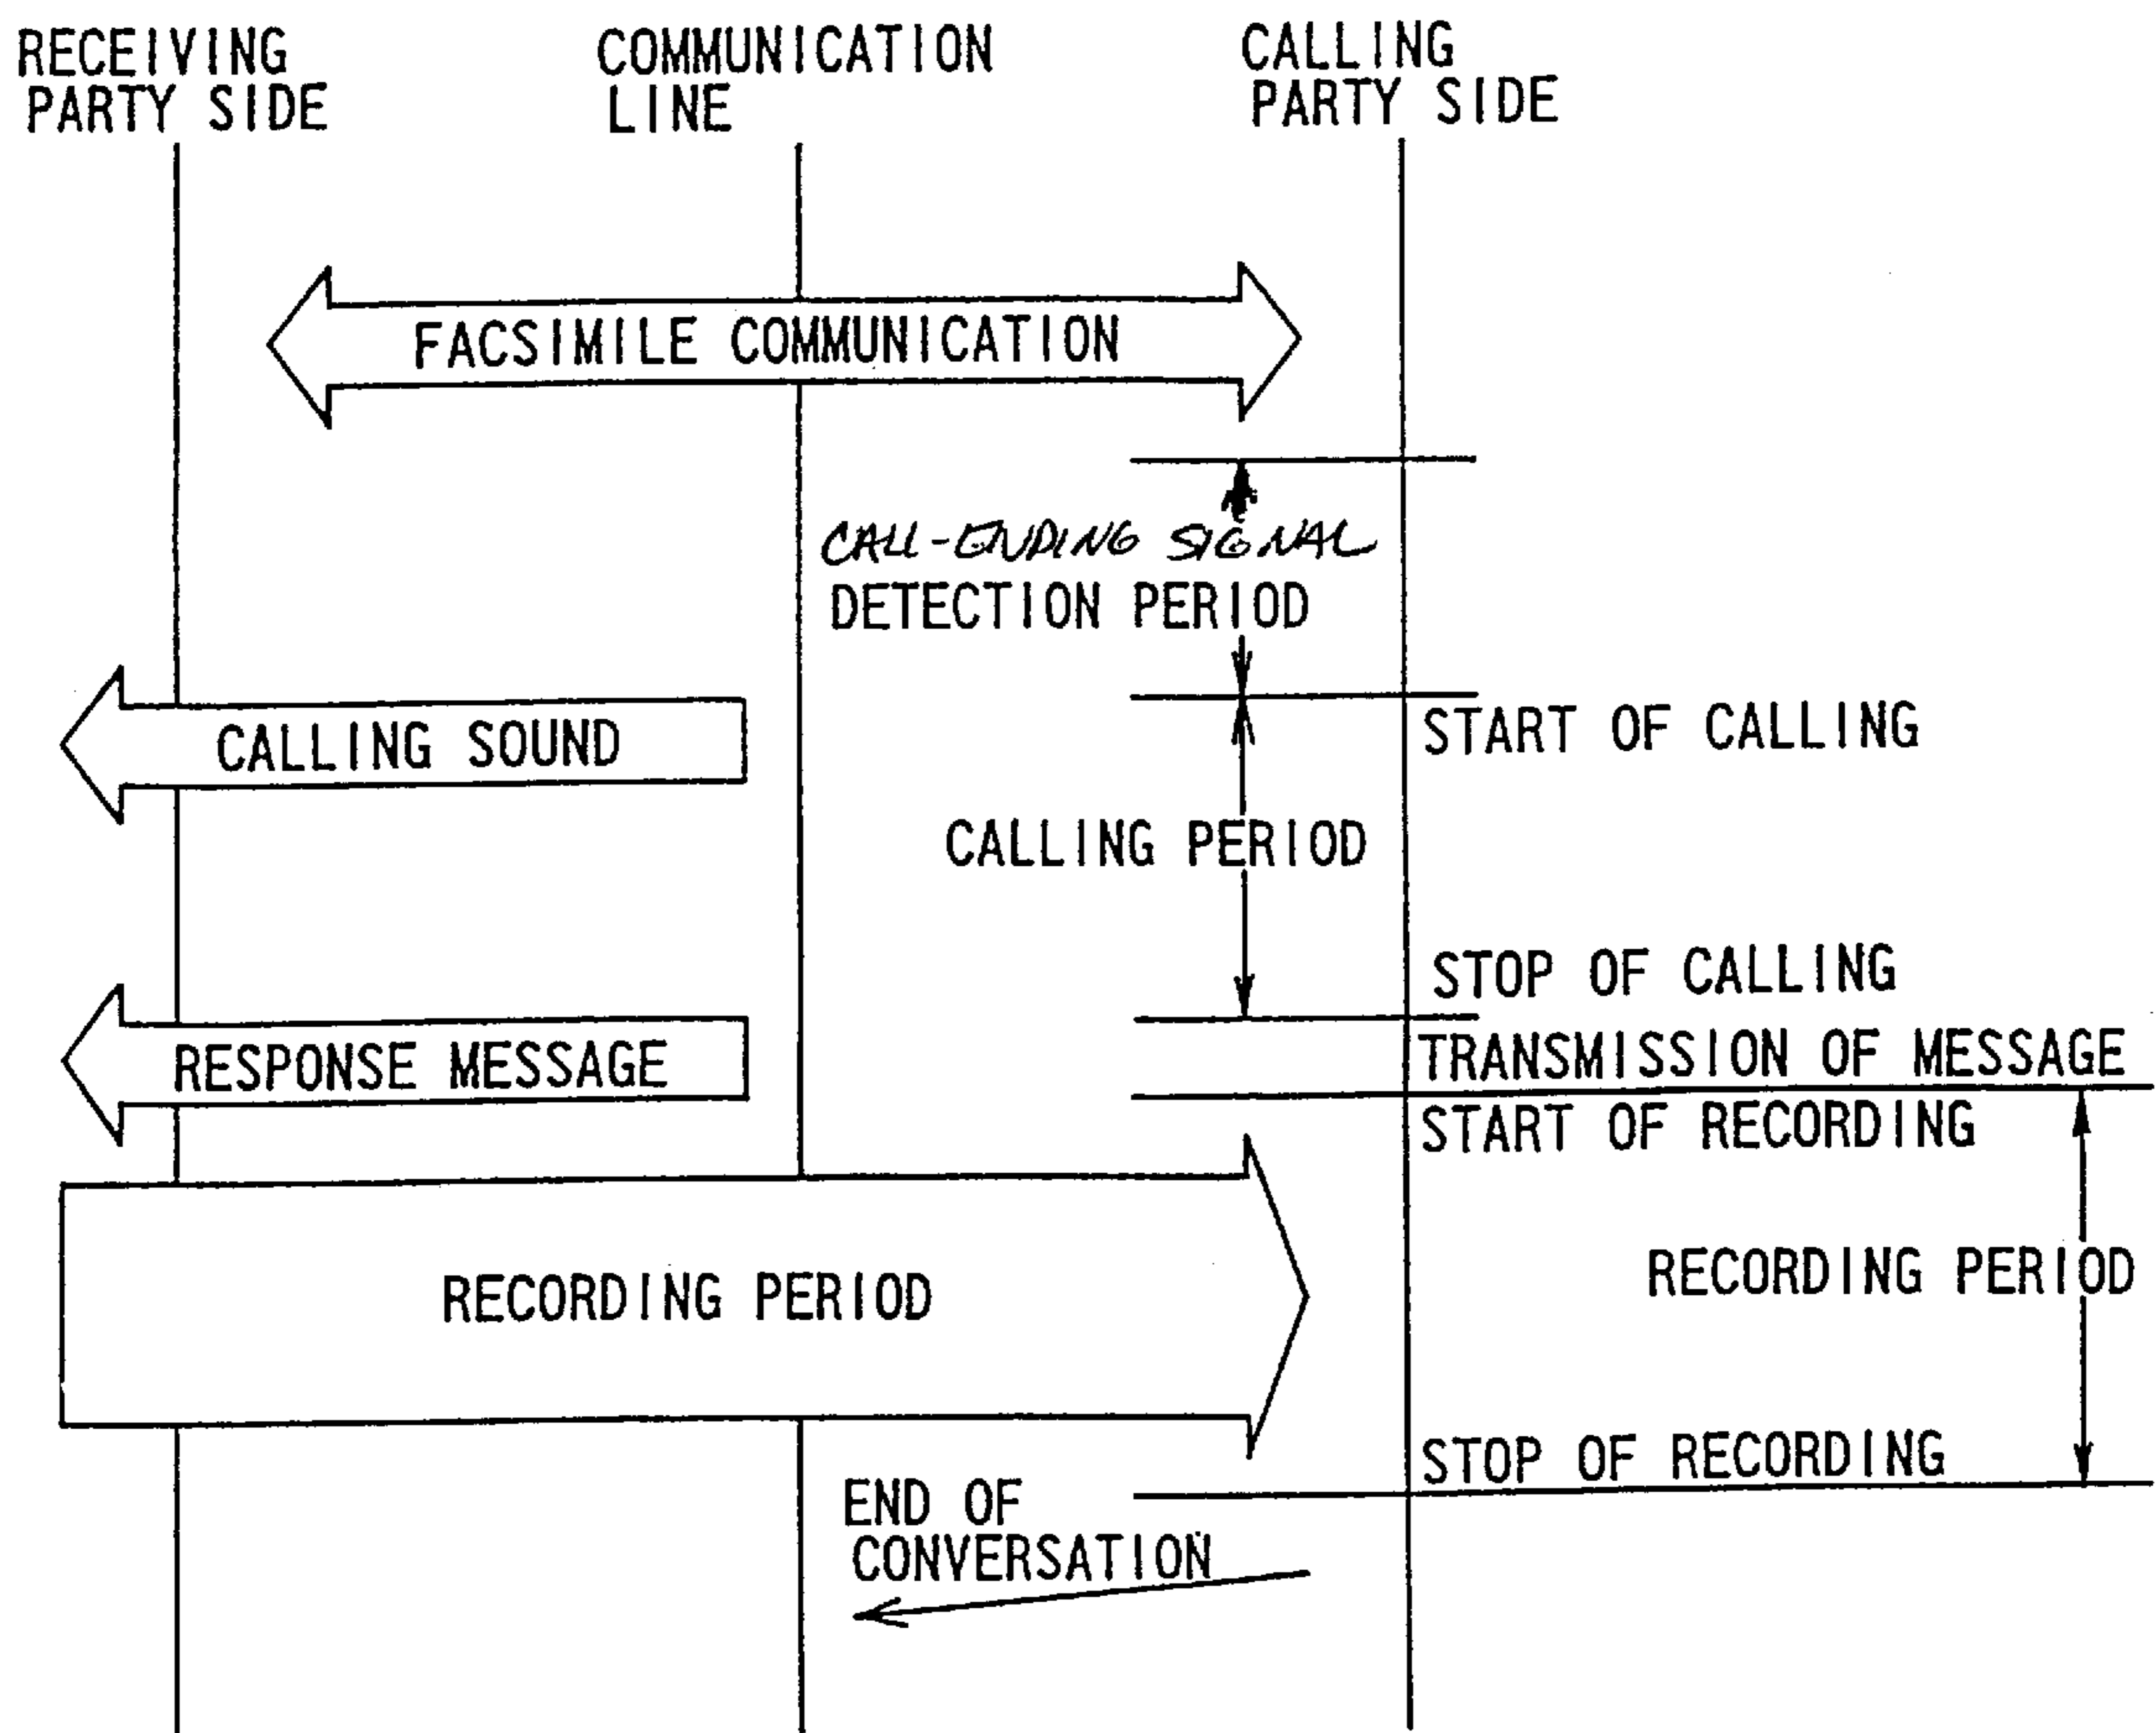 RECEIVING
PARTY SIDE
COMMUNICATION
LINE
CALLING
PARTY SIDE
FACSIMILE COMMUNICATION
CALL-ENDING SIGNAL
DETECTION PERIOD
START OF CALLING
CALLING SOUND
CALLING PERIOD
STOP OF CALLING
RESPONSE MESSAGE
TRANSMISSION OF MESSAGE
START OF RECORDING
RECORDING PERIOD
RECORDING PERIOD
STOP OF RECORDING
END OF
CONVERSATION